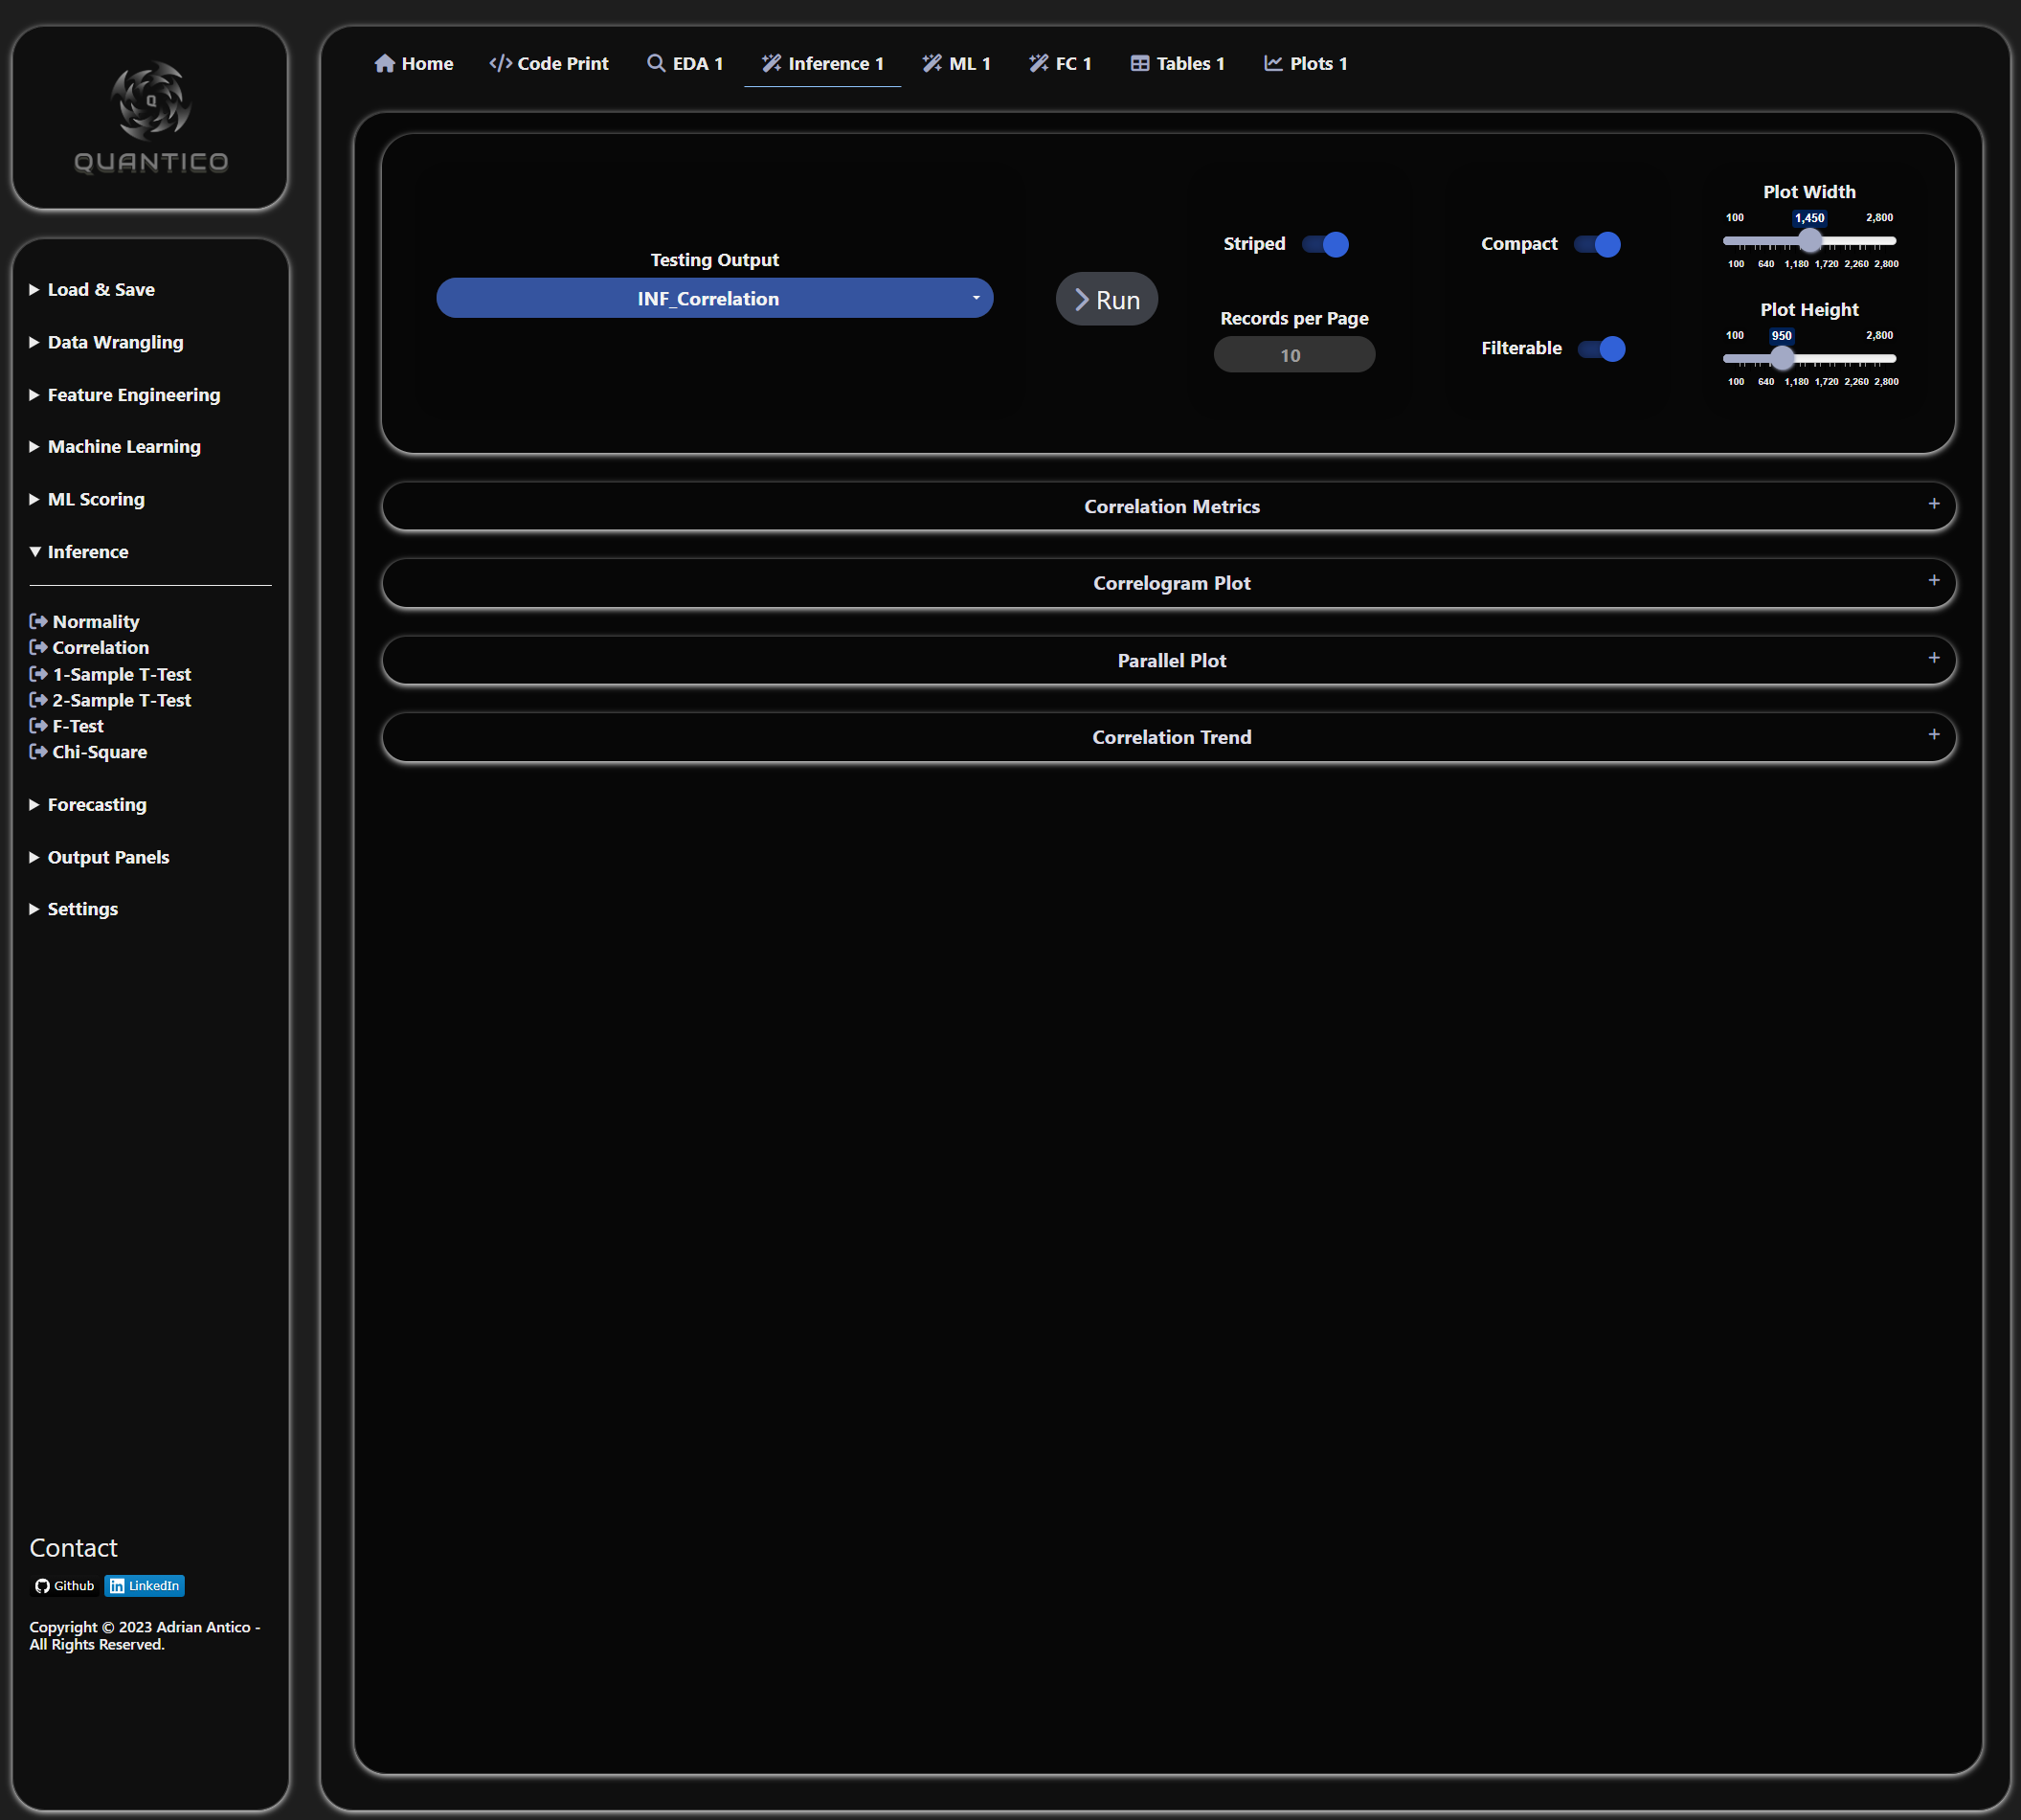 Q
QUANTICO
Load & Save
Data Wrangling
Feature Engineering
Machine Learning
ML Scoring
Inference
Normality
Correlation
1-Sample T-Test
2-Sample T-Test
F-Test
Chi-Square
Forecasting
Output Panels
Settings
Contact
Github
LinkedIn
Copyright © 2023 Adrian Antico -
All Rights Reserved.
Home
</> Code Print
EDA 1
Inference 1
ML 1
FC 1
Tables 1
Plots 1
Testing Output
INF_Correlation
Run
Striped
Records per Page
10
Compact
Filterable
Plot Width
100 1,450 2,800
100 640 1,180 1,720 2,260 2,800
Plot Height
100 950 2,800
100 640 1,180 1,720 2,260 2,800
Correlation Metrics +
Correlogram Plot +
Parallel Plot +
Correlation Trend +